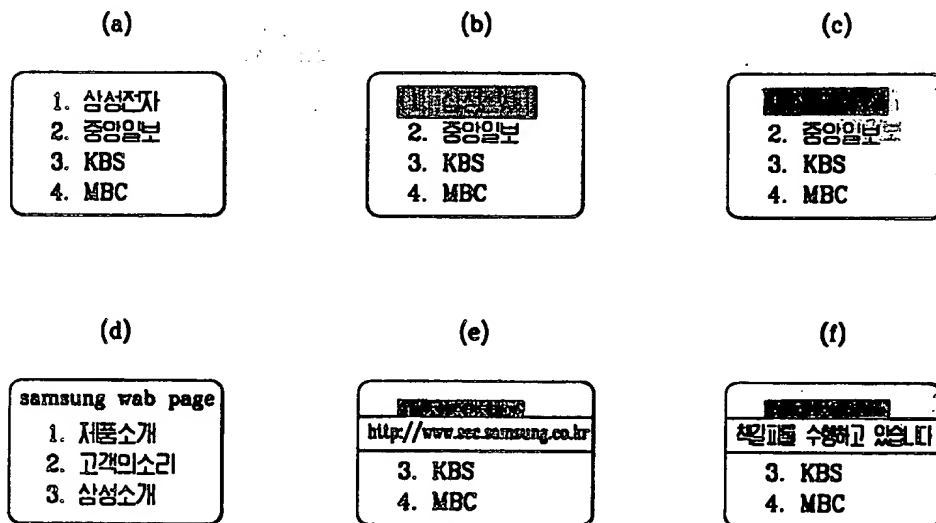 (a)
1. 삼성전자
2. 중앙일보
3. KBS
4. MBC
(b)
2. 중앙일보
3. KBS
4. MBC
(c)
2. 중앙일보
3. KBS
4. MBC
(d)
samsung wab page
1. 제품소개
2. 고객의소리
3. 삼성소개
(e)
http://www.sec.samsung.co.kr
3. KBS
4. MBC
(f)
수행하고 있습니다
3. KBS
4. MBC